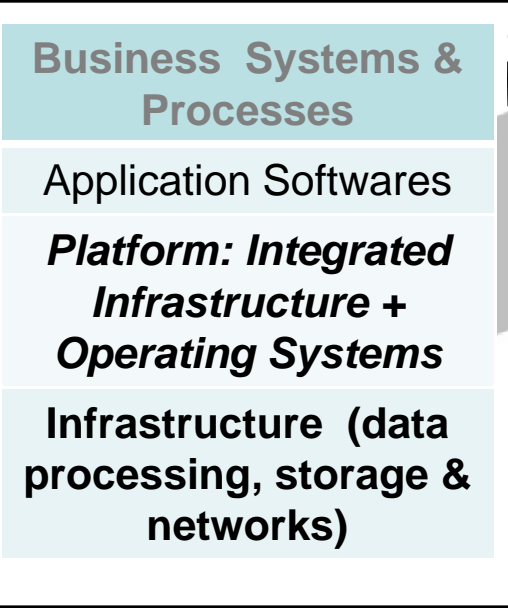 Business Systems &
Processes
Application Softwares
Platform: Integrated
Infrastructure +
Operating Systems
Infrastructure (data
processing, storage &
networks)